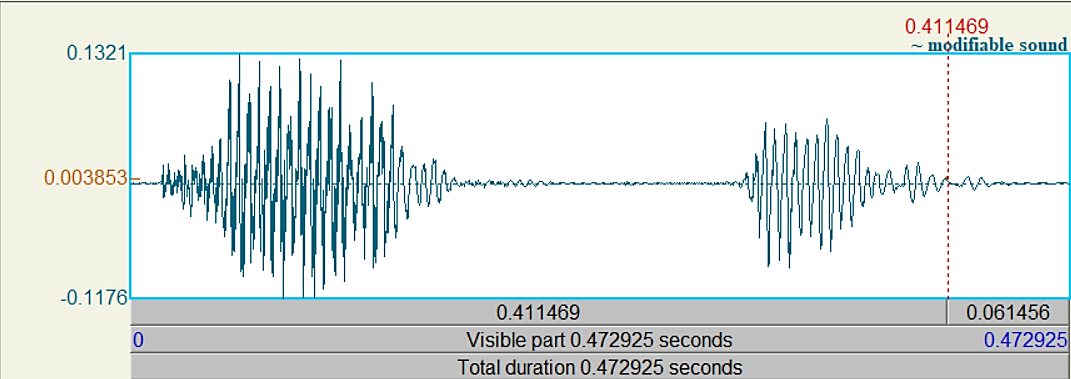 0.411469
0.1321
~ modifiable sound
0.003853
-0.1176
0.411469 0.061456
0 Visible part 0.472925 seconds 0.472925
Total duration 0.472925 seconds